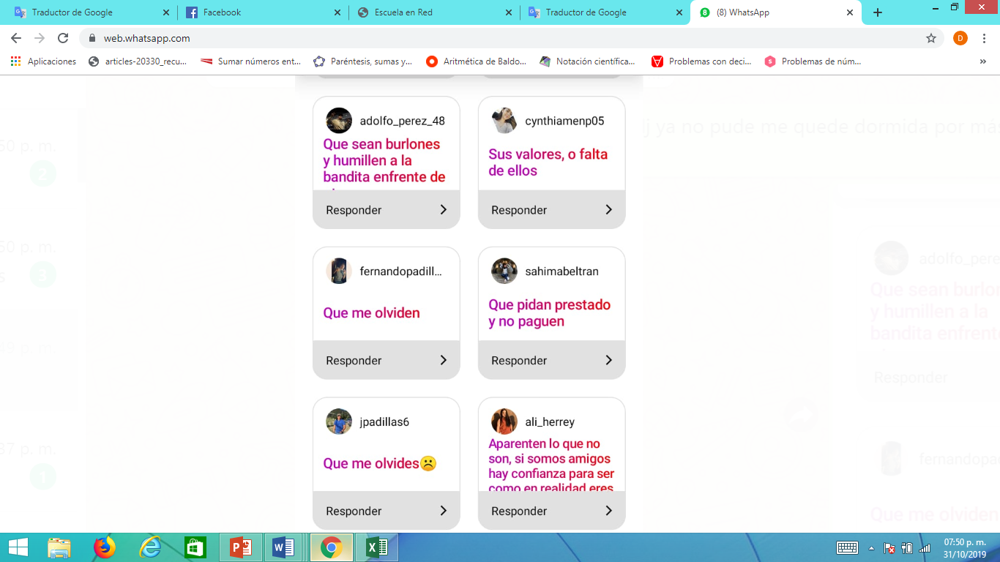 Traductor de Google
Facebook
Escuela en Red
Traductor de Google
8 (8) WhatsApp
web.whatsapp.com
D
Aplicaciones
articles-20330_recu...
Sumar números ent...
Paréntesis, sumas y...
Aritmética de Baldo...
Notación científica...
Problemas con deci...
Problemas de núm...
»
adolfo_perez_48
Que sean burlones
y humillen a la
bandita enfrente de
Responder
cynthiamenp05
Sus valores, o falta
de ellos
Responder
fernandopadill...
Que me olviden
Responder
sahimabeltran
Que pidan prestado
y no paguen
Responder
jpadillas6
Que me olvides☹️
Responder
ali_herrey
Aparenten lo que no
son, si somos amigos
hay confianza para ser
como en realidad eres
Responder
50 p. m.
2
50 p. m.
3
s
37 p. m.
1
j ya no pude me quede dormida por más
adolfo_pere
Que sean burlon
y humillen a la
bandita enfrent
Responder
fernandopa
Que me olviden
07:50 p. m.
31/10/2019